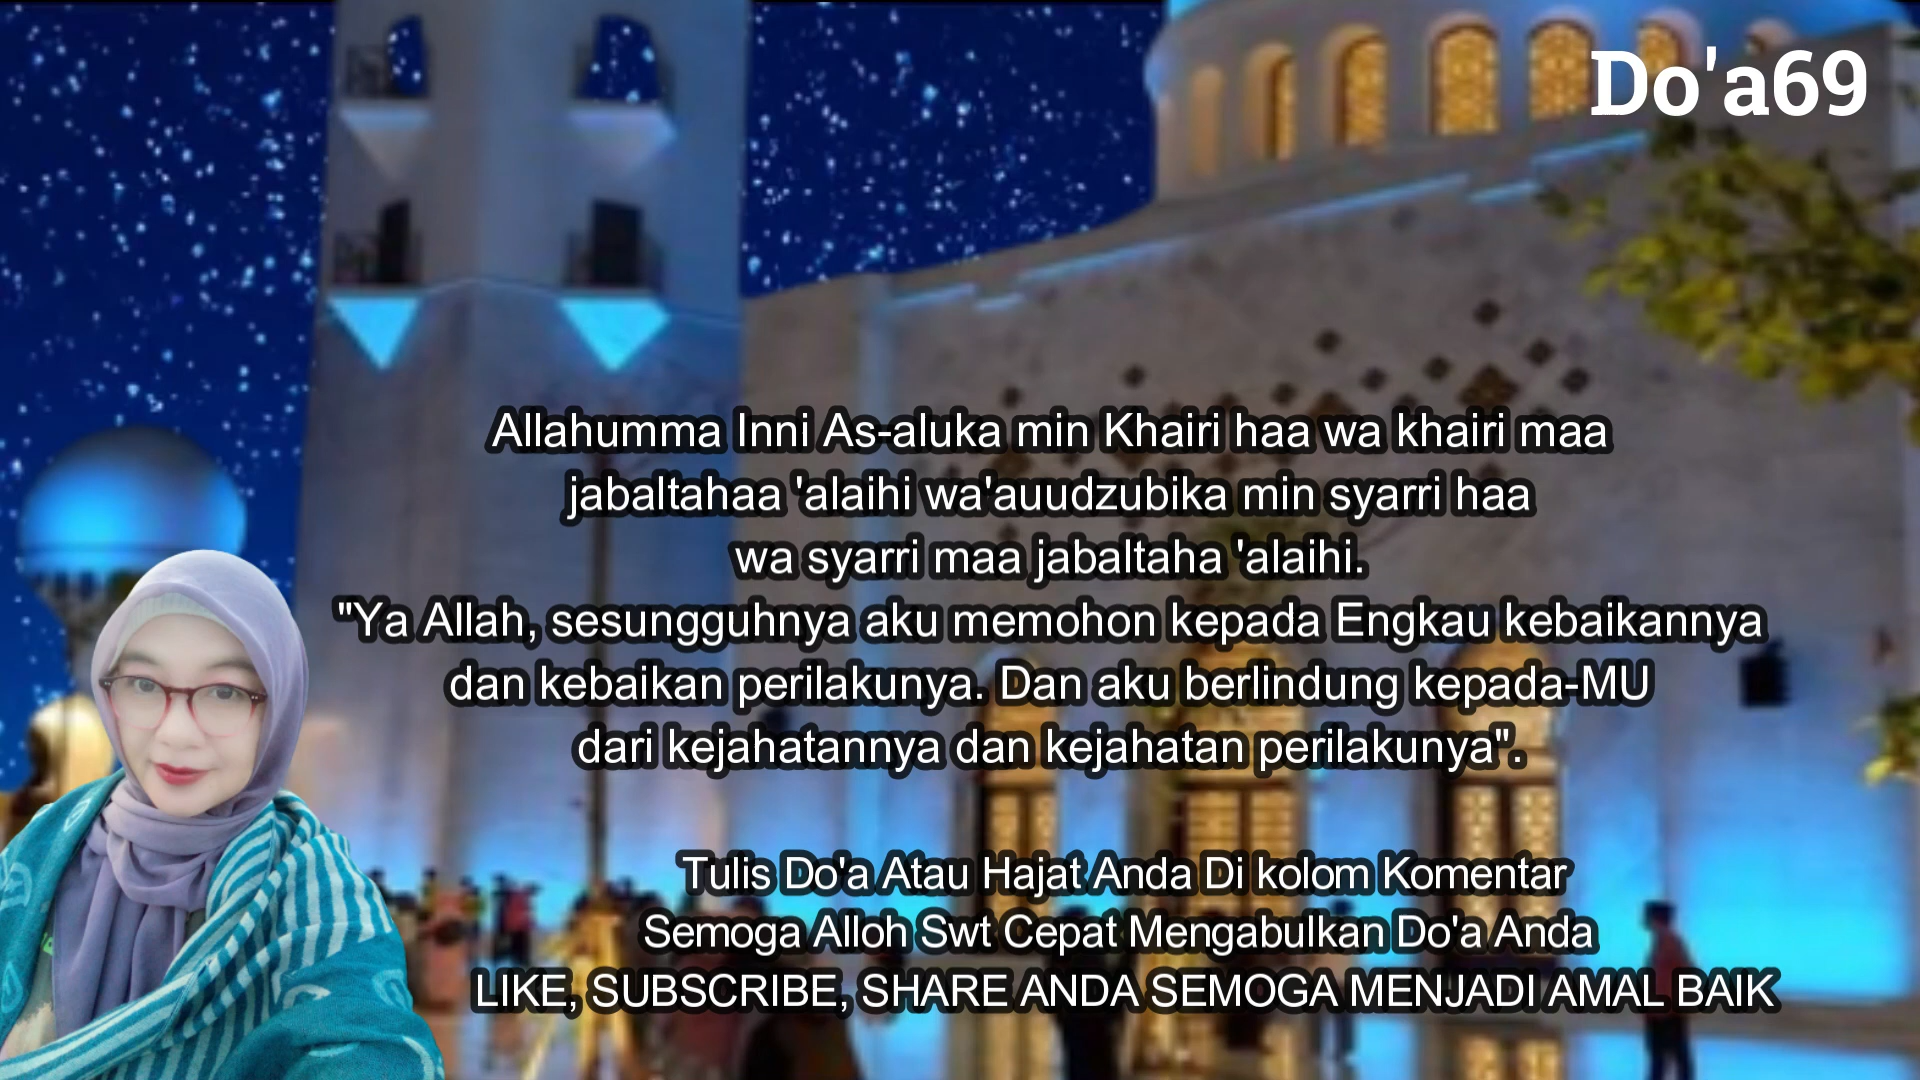 Do'a69
Allahumma Inni As-aluka min Khairi haa wa khairi maa
jabaltahaa 'alaihi wa'auudzubika min syarri haa
wa syarri maa jabaltaha 'alaihi.
"Ya Allah, sesungguhnya aku memohon kepada Engkau kebaikannya
dan kebaikan perilakunya. Dan aku berlindung kepada-MU
dari kejahatannya dan kejahatan perilakunya".
Tulis Do'a Atau Hajat Anda Di kolom Komentar
Semoga Alloh Swt Cepat Mengabulkan Do'a Anda
LIKE, SUBSCRIBE, SHARE ANDA SEMOGA MENJADI AMAL BAIK